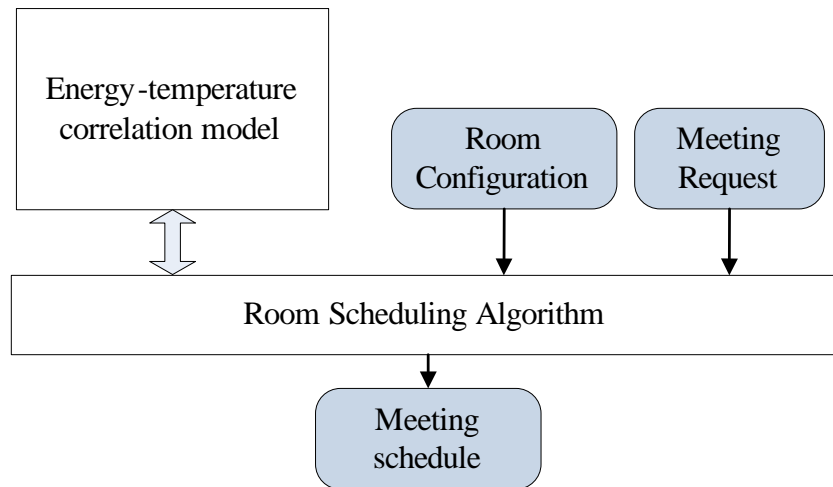 Energy-temperature
correlation model
Room
Configuration
Meeting
Request
Room Scheduling Algorithm
Meeting
schedule